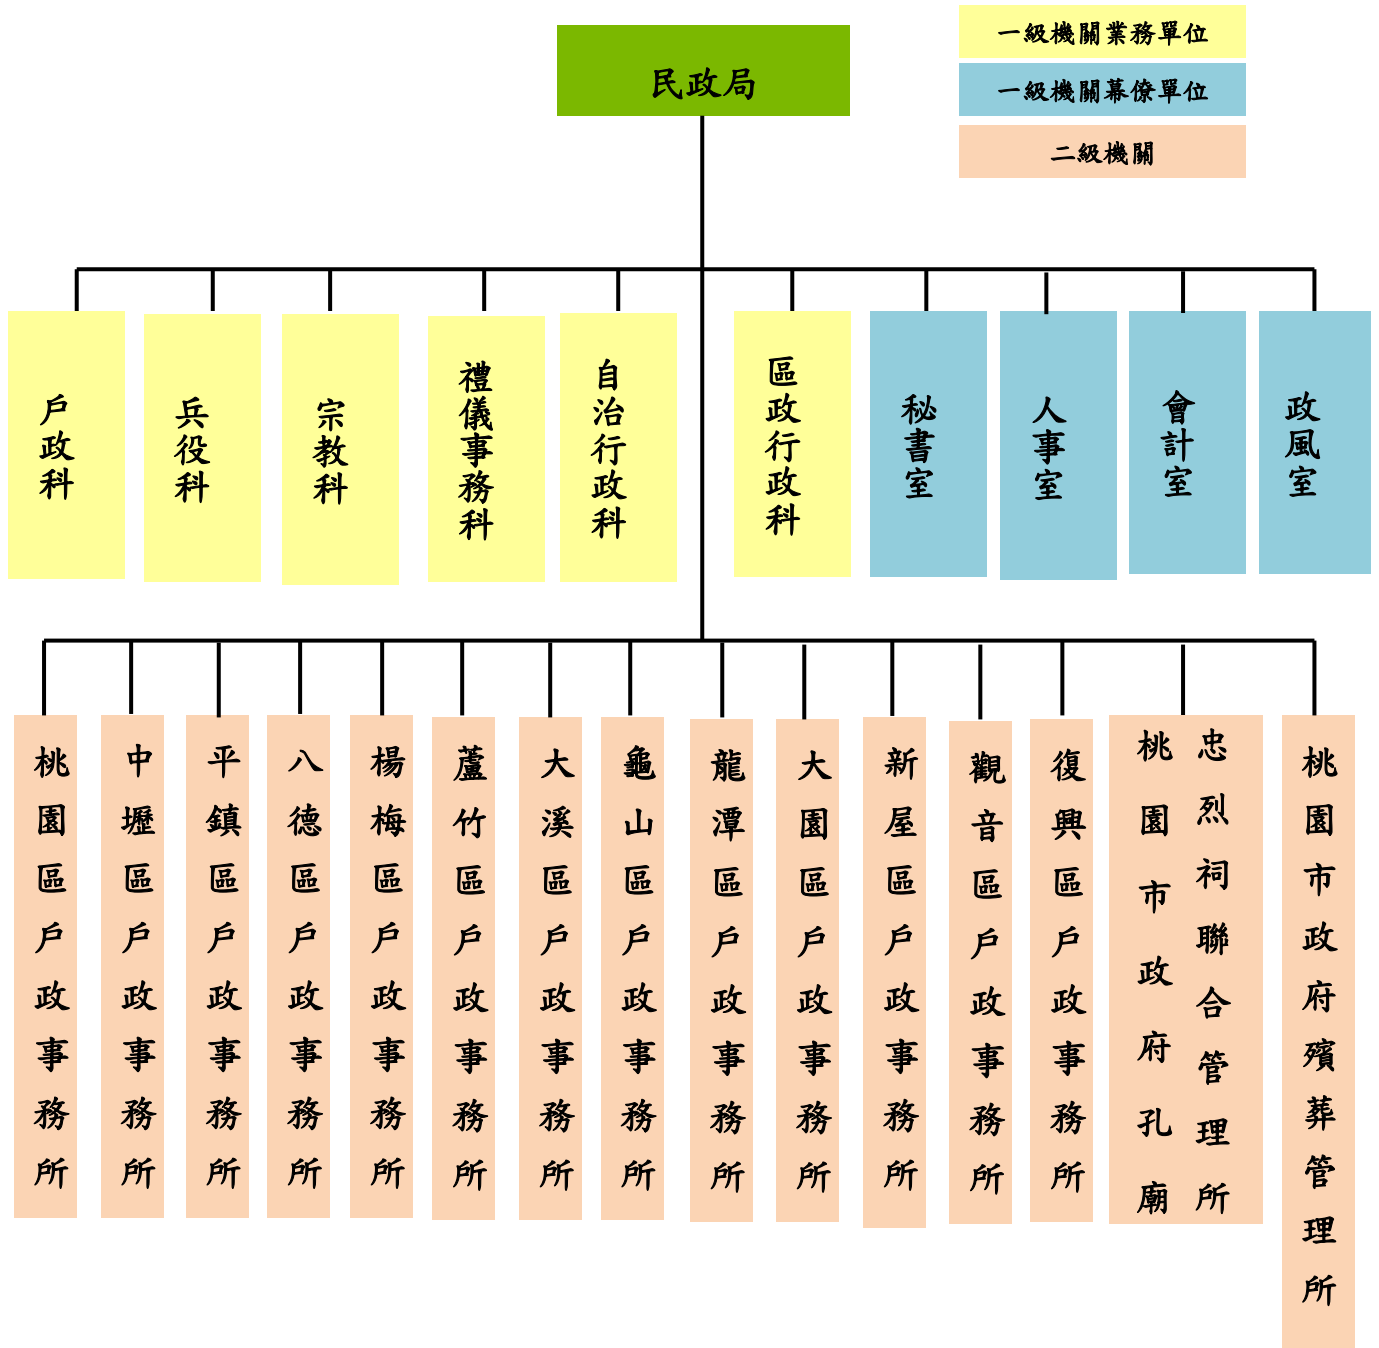 民政局
一級機關業務單位
一級機關幕僚單位
二級機關
戶政科
兵役科
宗教科
禮儀事務科
自治行政科
區政行政科
秘書室
人事室
會計室
政風室
桃園區戶政事務所
中壢區戶政事務所
平鎮區戶政事務所
八德區戶政事務所
楊梅區戶政事務所
蘆竹區戶政事務所
大溪區戶政事務所
龜山區戶政事務所
龍潭區戶政事務所
大園區戶政事務所
新屋區戶政事務所
觀音區戶政事務所
復興區戶政事務所
桃園市政府孔廟
忠烈祠聯合管理所
桃園市政府殯葬管理所